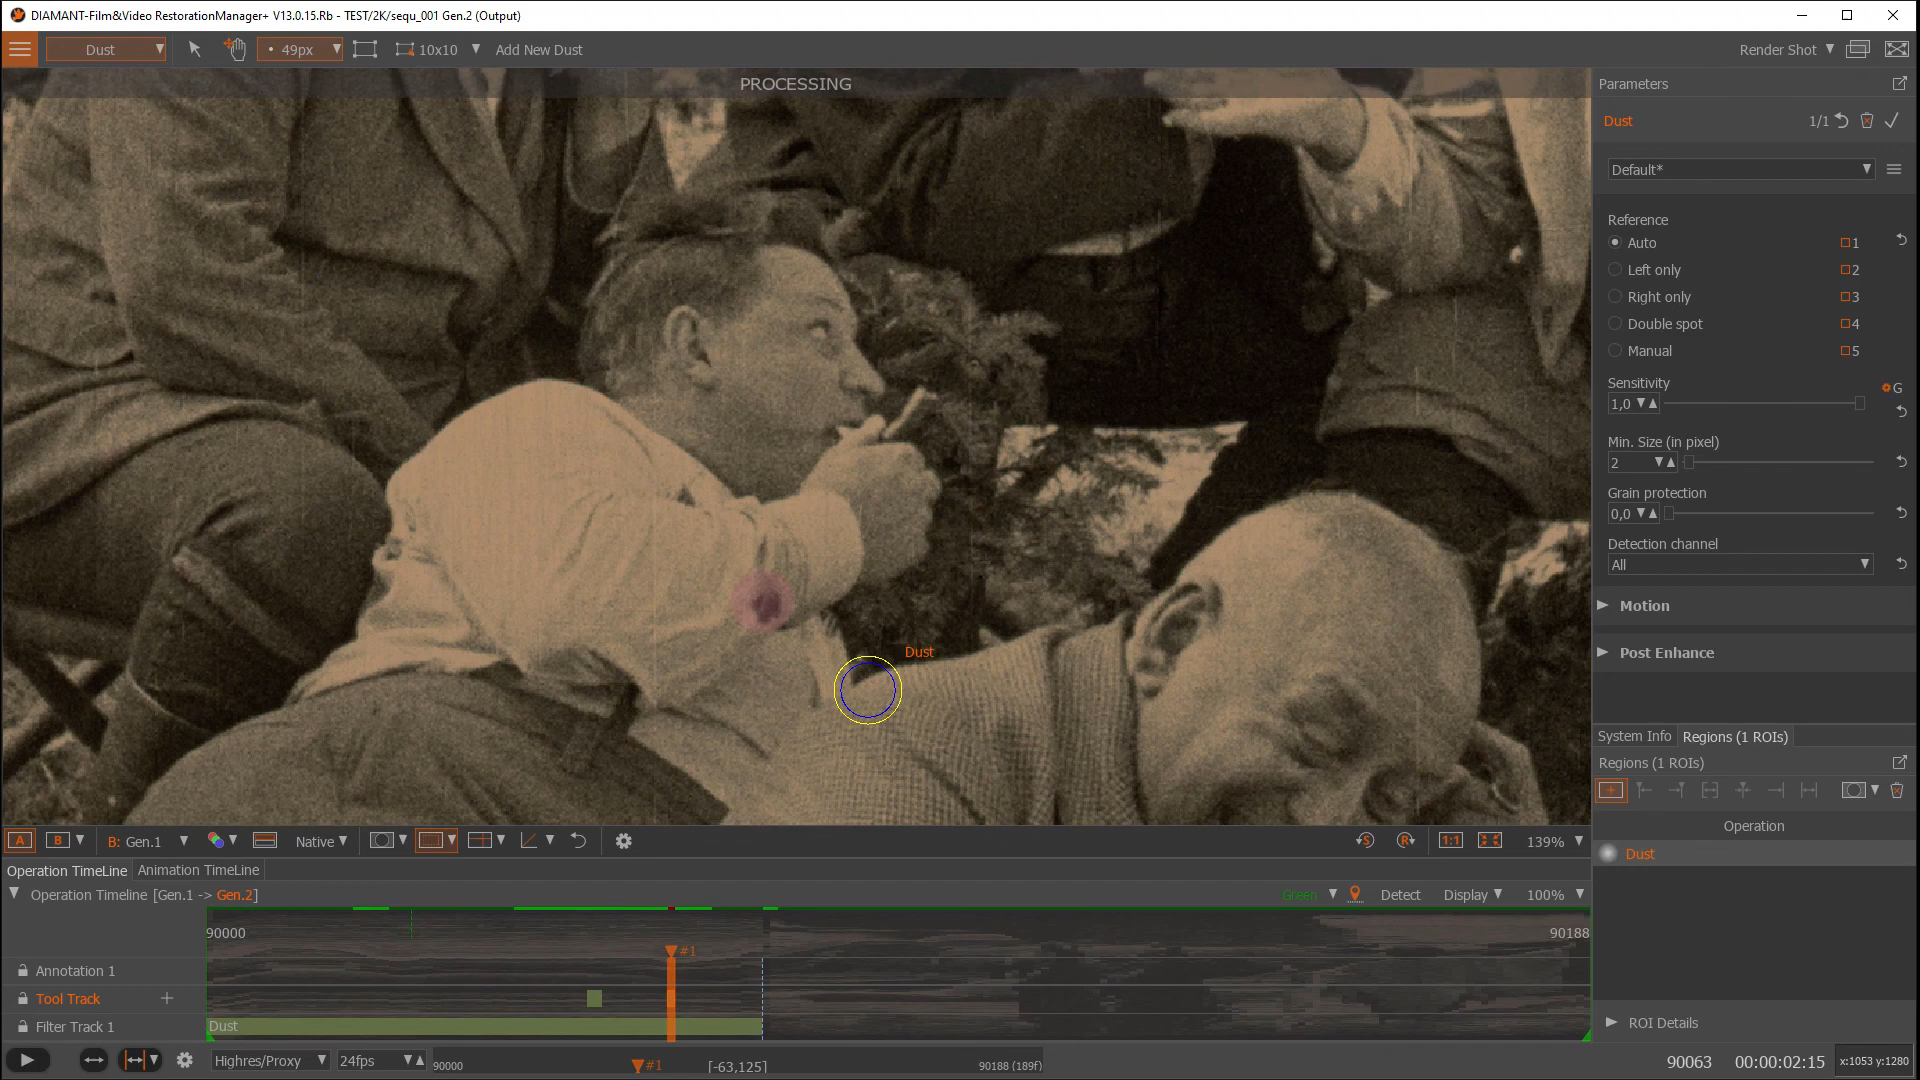 DIAMANT-Film&Video RestorationManager+ V13.0.15.Rb - TEST/2K/sequ_001 Gen.2 (Output)
Dust 49px 10x10 Add New Dust Render Shot
PROCESSING
Parameters
Dust 1/1
Default*
Reference
Auto 1
Left only 2
Right only 3
Double spot 4
Manual 5
Sensitivity G
1,0
Min. Size (in pixel)
2
Grain protection
0,0
Detection channel
All
Motion
Post Enhance
Dust
System Info Regions (1 ROIs)
Regions (1 ROIs)
Operation
Dust
ROI Details
A B B: Gen.1 Native S R 1:1 139%
Operation TimeLine Animation TimeLine
Operation Timeline [Gen.1 -> Gen.2] Green Detect Display 100%
90000 90188
#1
Annotation 1
Tool Track
Filter Track 1 Dust
Highres/Proxy 24fps 90000 #1 [-63,125] 90188 (189f) 90063 00:00:02:15 x:1053 y:1280